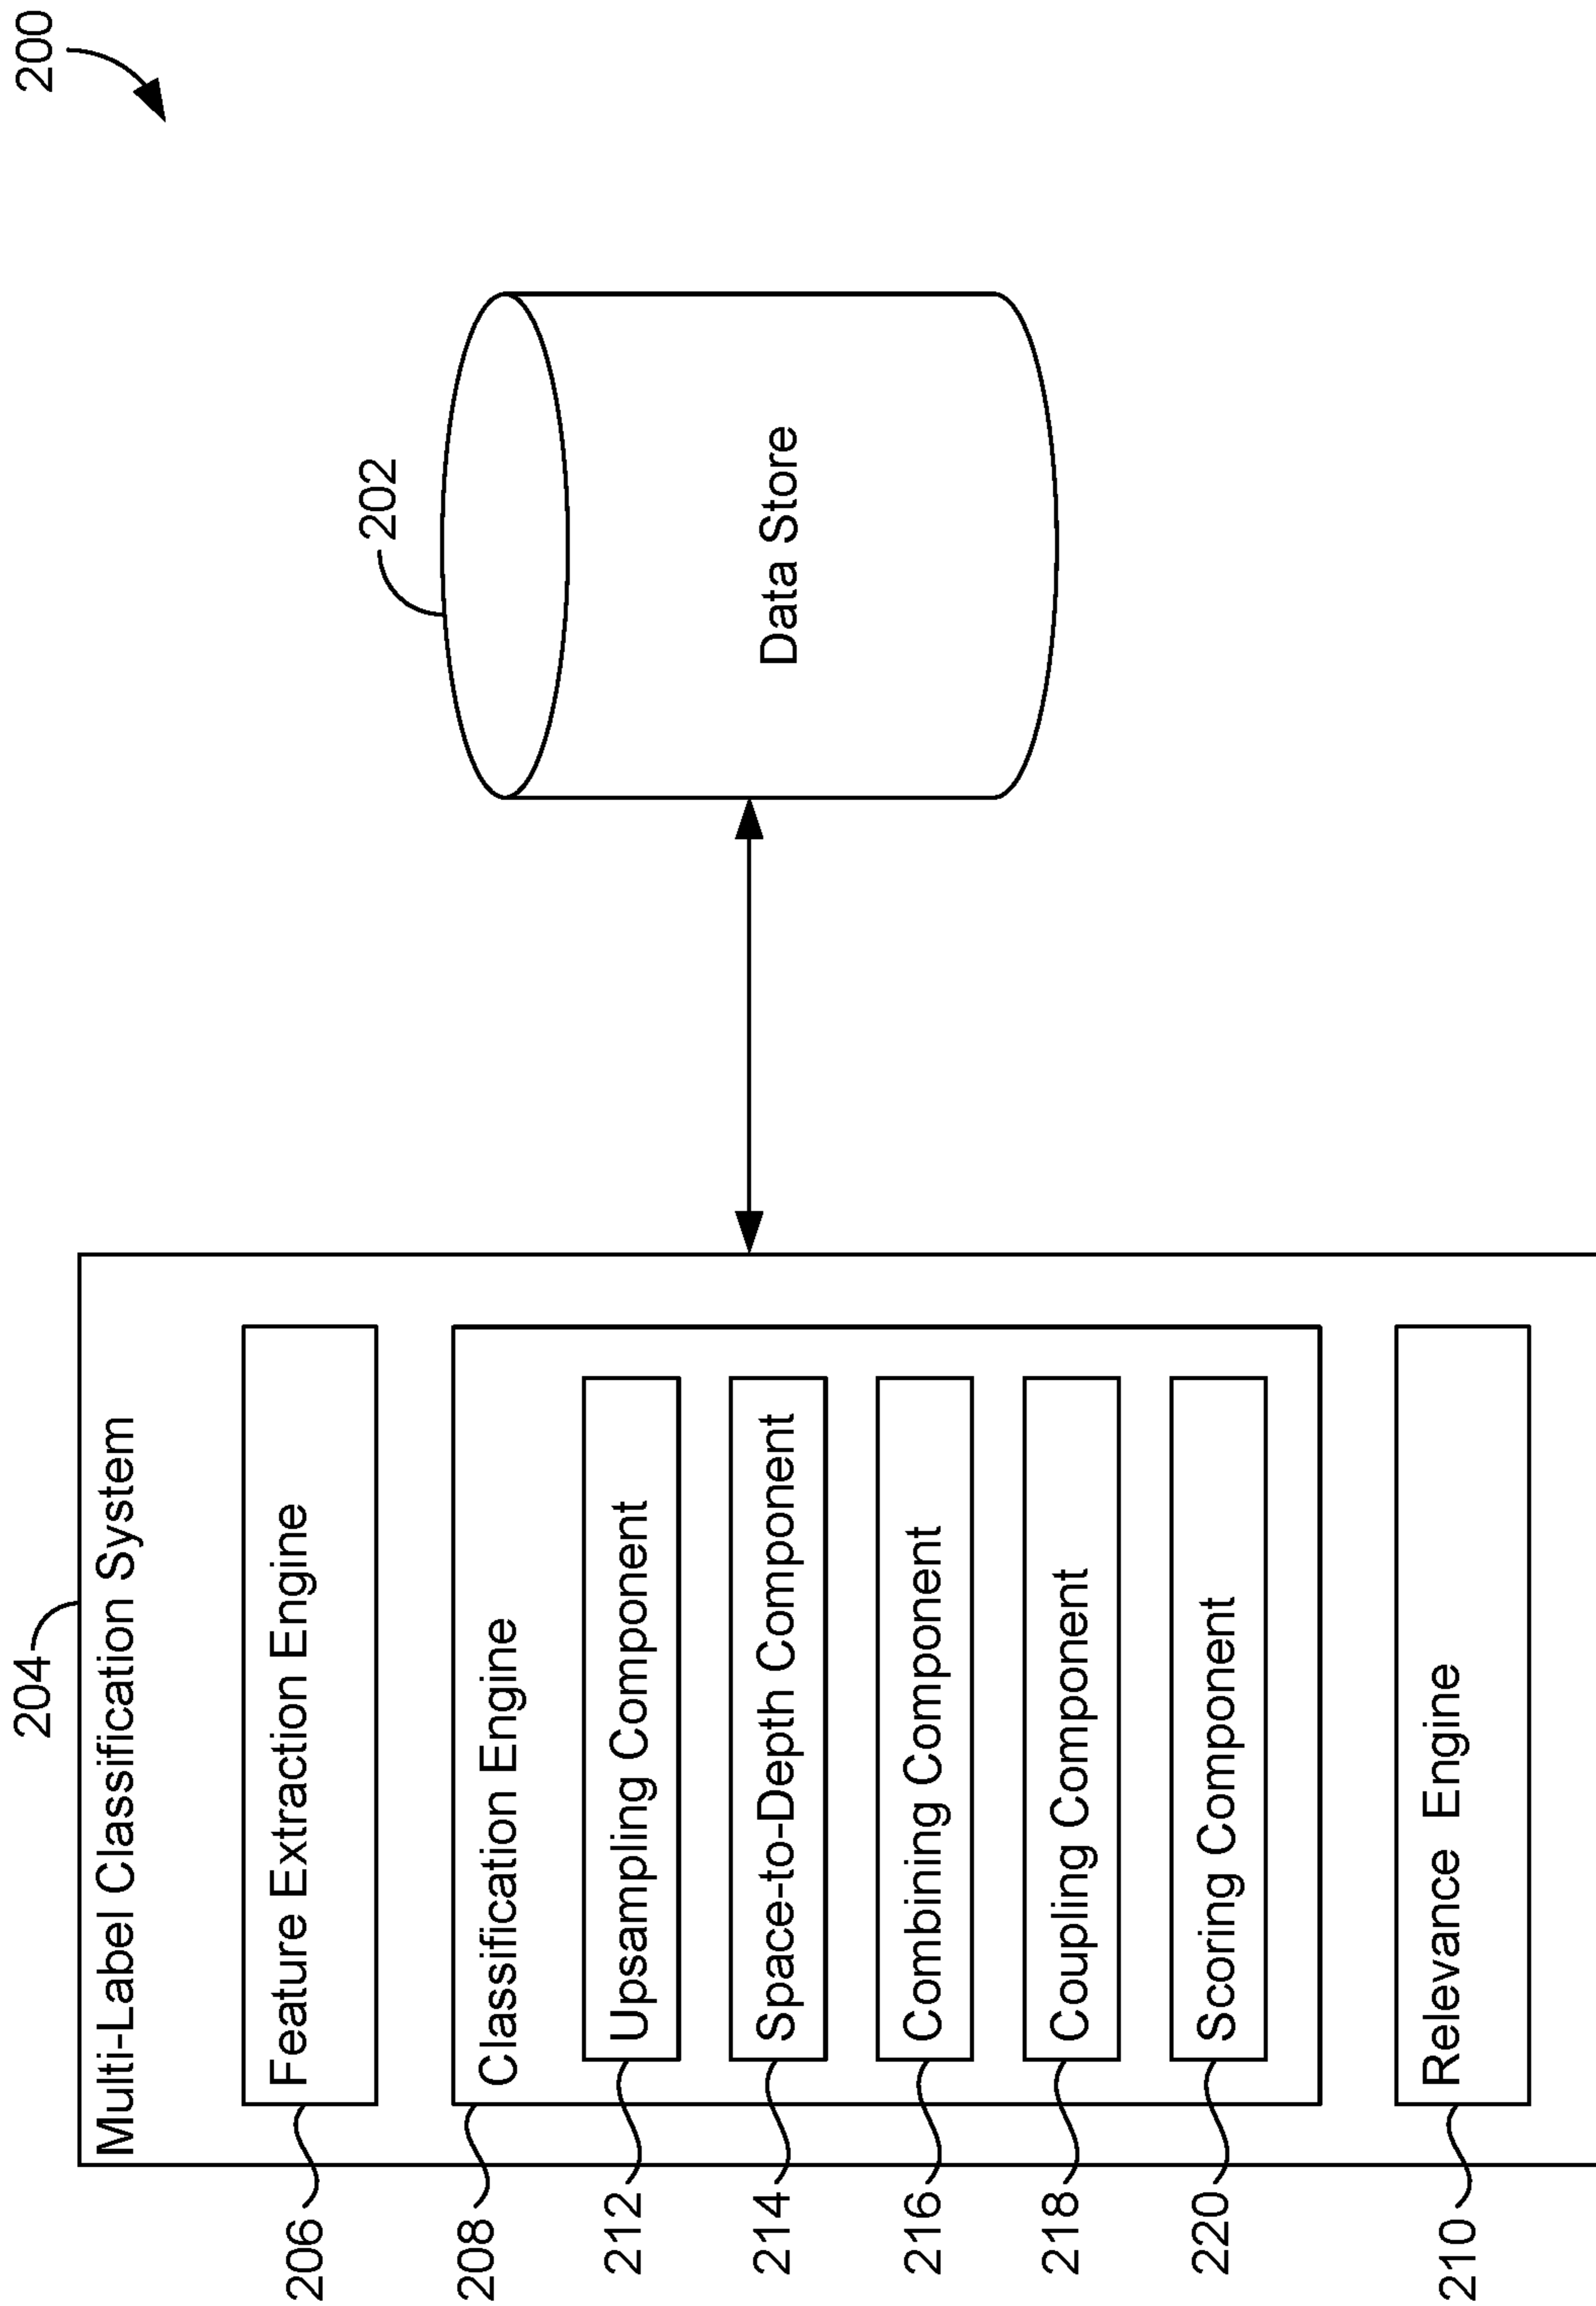 200
204
Multi-Label Classification System
206
Feature Extraction Engine
208
Classification Engine
212
Upsampling Component
214
Space-to-Depth Component
216
Combining Component
218
Coupling Component
220
Scoring Component
210
Relevance Engine
202
Data Store